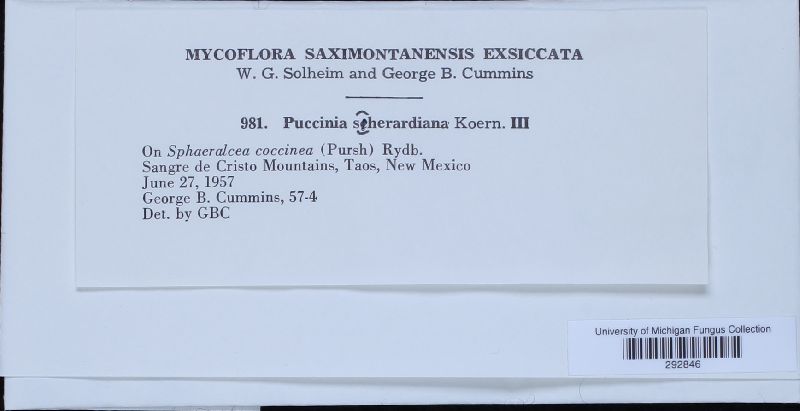 MYCOFLORA SAXIMONTANENSIS EXSICCATA
W. G. Solheim and George B. Cummins
981. Puccinia scherardiana Koern. III
On Sphaeralcea coccinea (Pursh) Rydb.
Sangre de Cristo Mountains, Taos, New Mexico
June 27, 1957
George B. Cummins, 57-4
Det. by GBC
University of Michigan Fungus Collection
292846